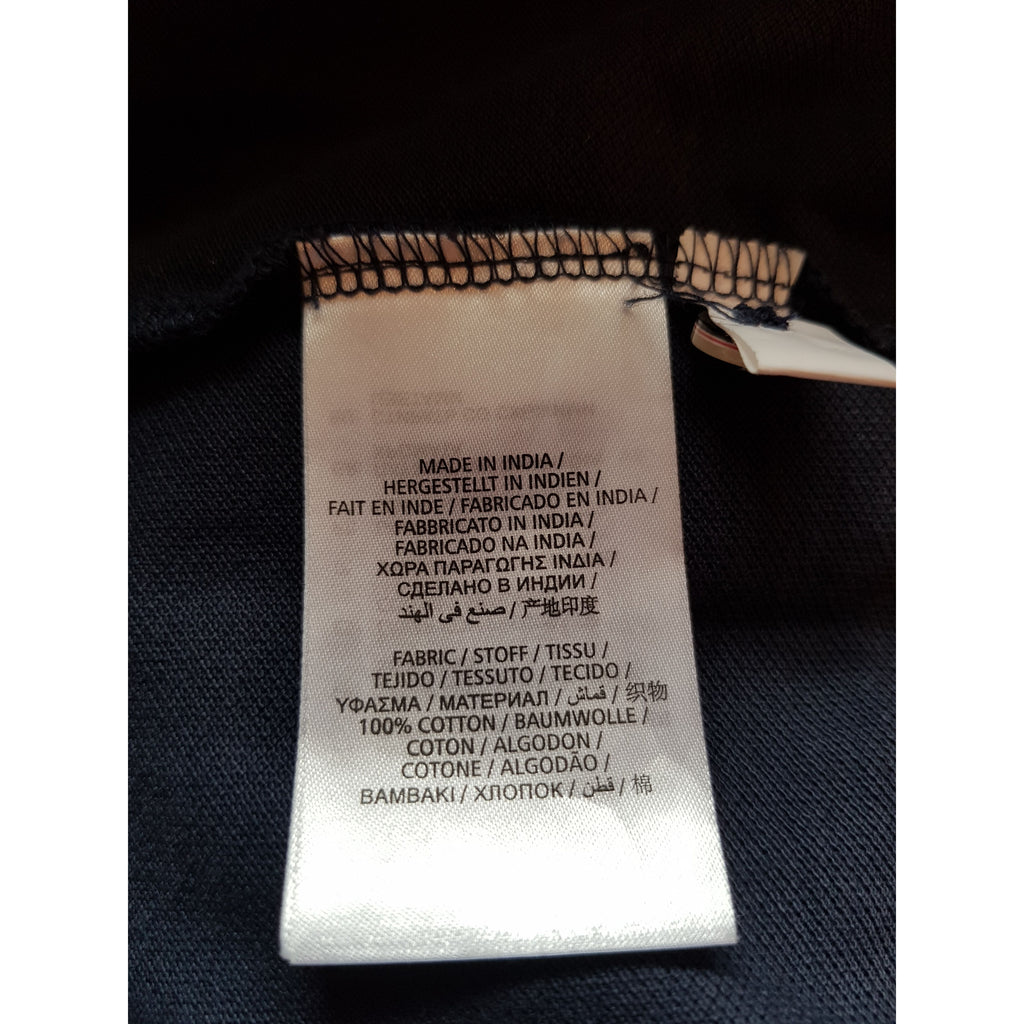 MADE IN INDIA /
HERGESTELLT IN INDIEN /
FAIT EN INDE / FABRICADO EN INDIA /
FABBRICATO IN INDIA /
FABRICADO NA INDIA /
ΧΩΡΑ ΠΑΡΑΓΩΓΗΣ ΙΝΔΙΑ /
СДЕЛАНО В ИНДИИ /
صنع في الهند / 产地印度
FABRIC / STOFF / TISSU /
TEJIDO / TESSUTO / TECIDO /
ΥΦΑΣΜΑ / МАТЕРИАЛ / قماش / 织物
100% COTTON / BAUMWOLLE /
COTON / ALGODON /
COTONE / ALGODÃO /
ΒΑΜΒΑΚΙ / ХЛОПОК / قطن / 棉